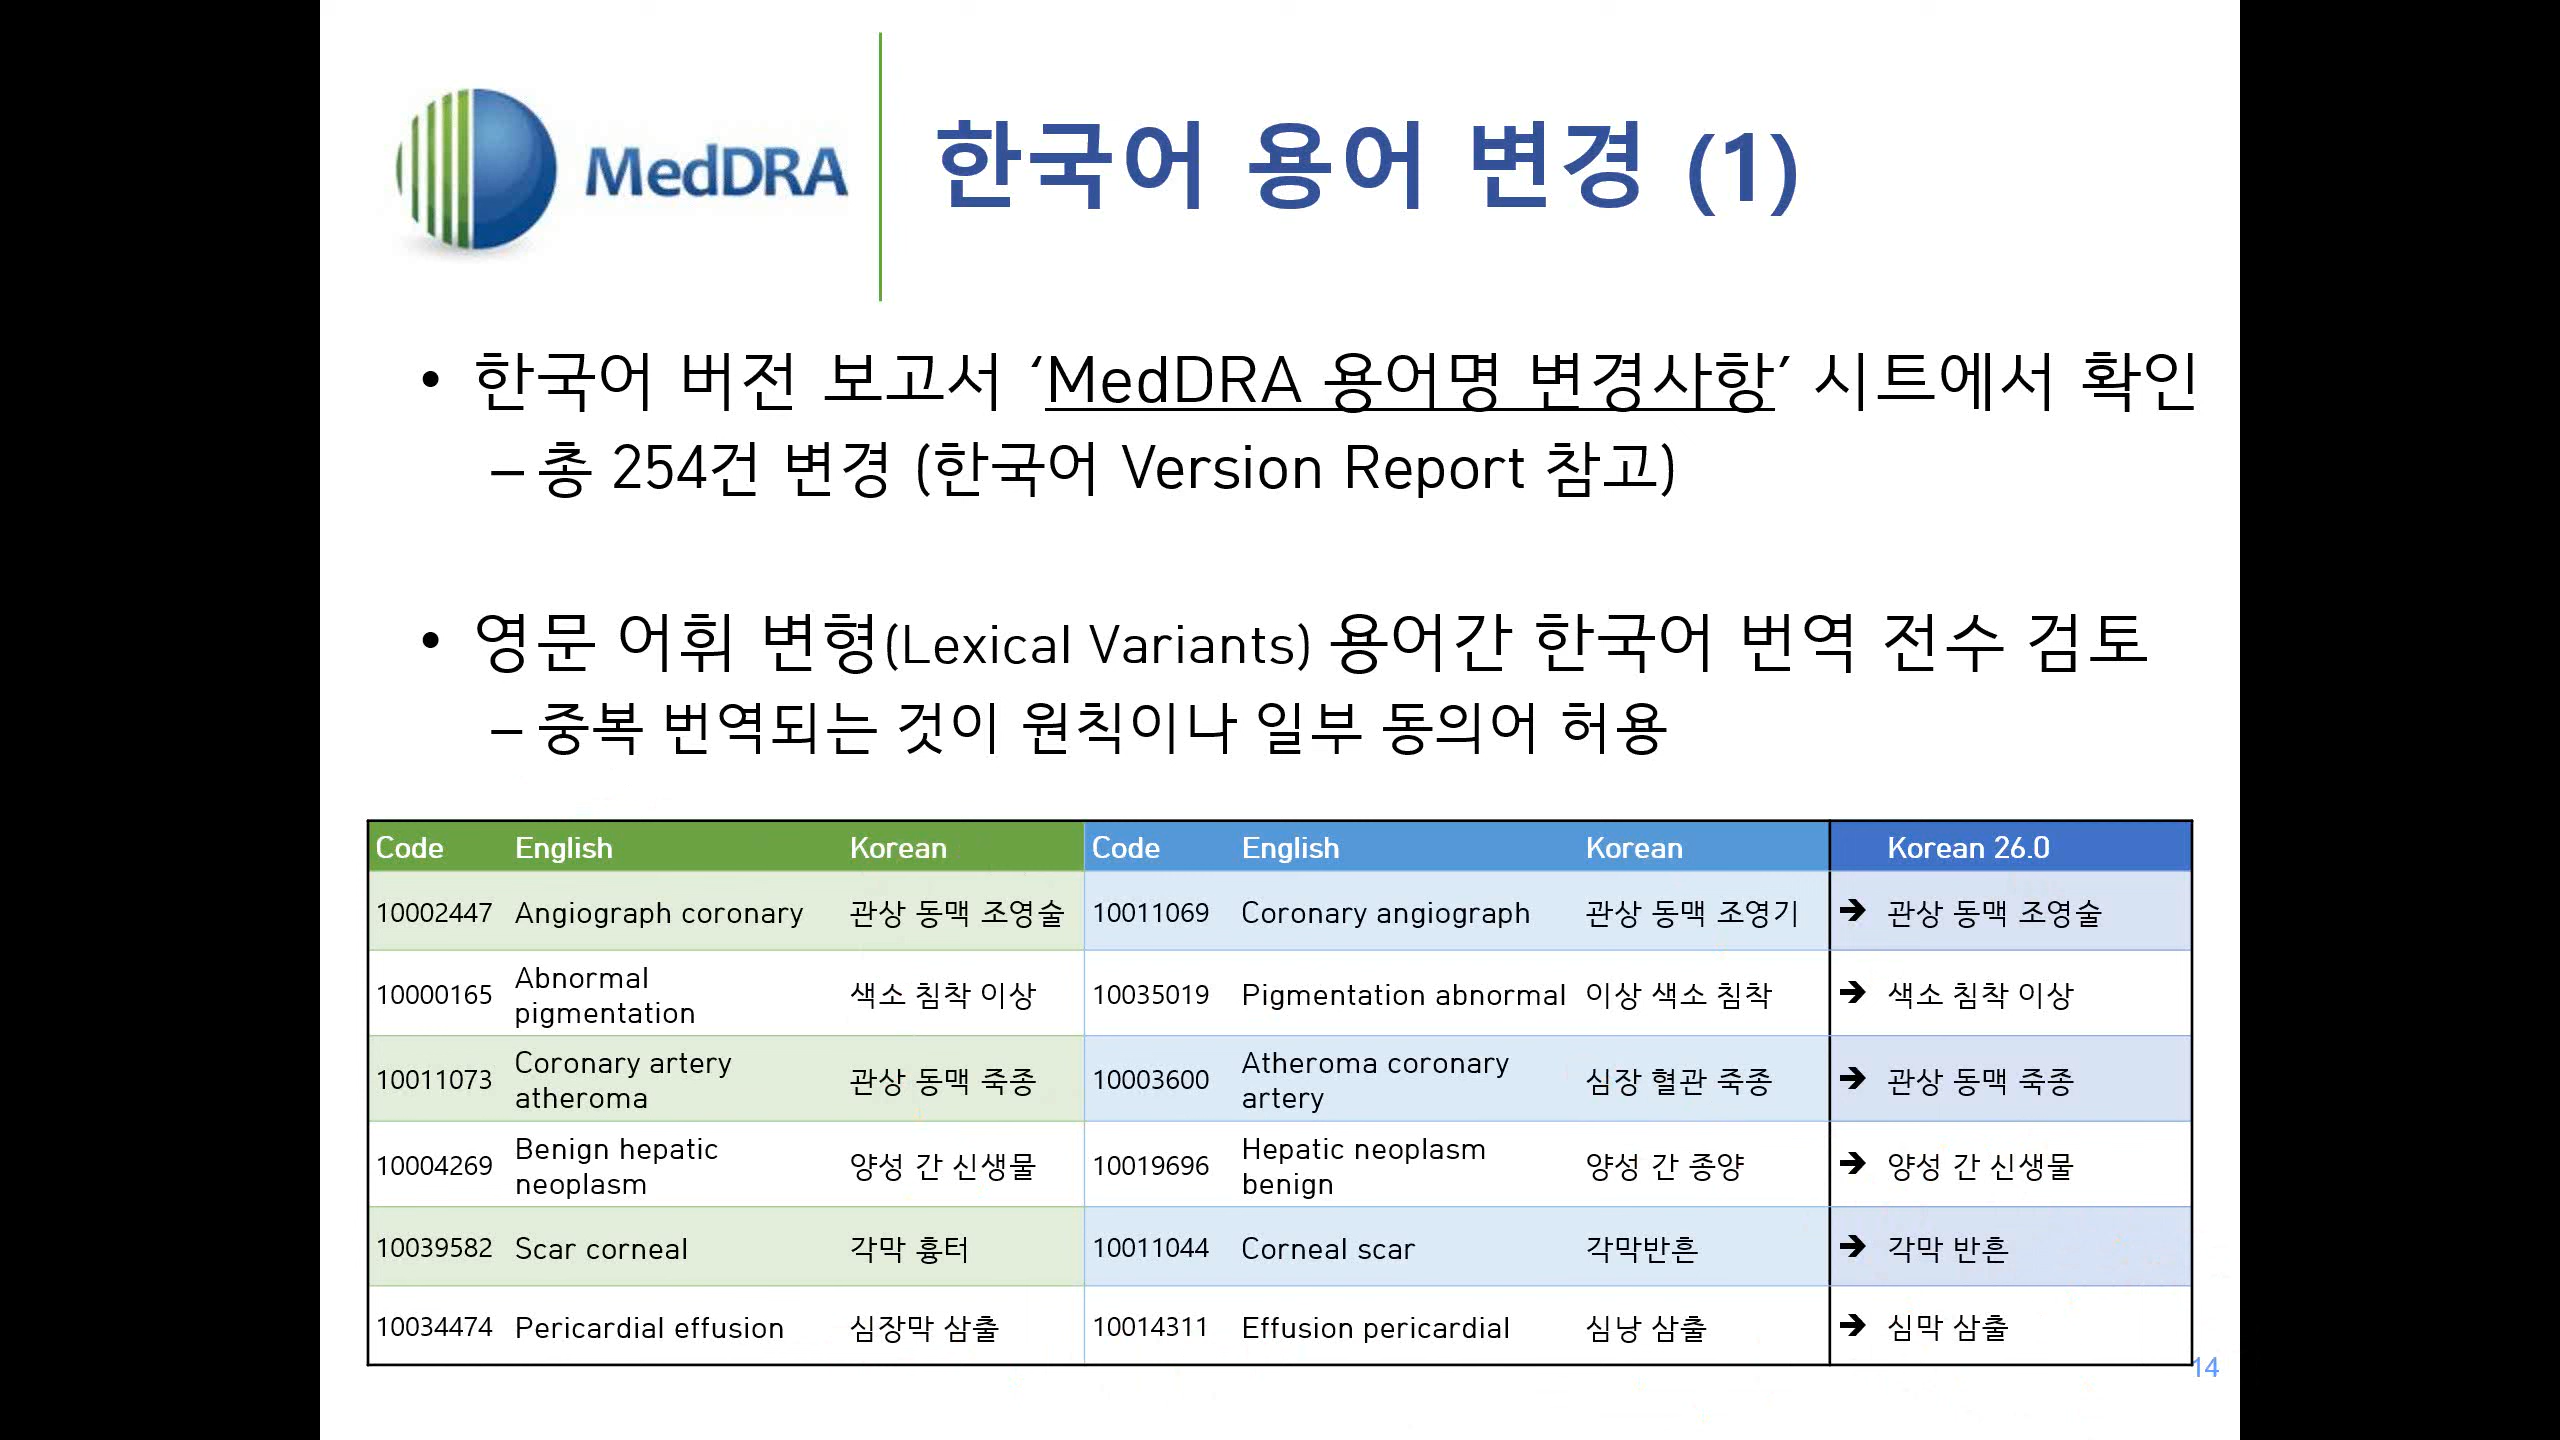 MedDRA
한국어 용어 변경 (1)
• 한국어 버전 보고서 ‘MedDRA 용어명 변경사항’ 시트에서 확인
– 총 254건 변경 (한국어 Version Report 참고)
• 영문 어휘 변형(Lexical Variants) 용어간 한국어 번역 전수 검토
– 중복 번역되는 것이 원칙이나 일부 동의어 허용
Code English Korean Code English Korean Korean 26.0
10002447 Angiograph coronary 관상 동맥 조영술 10011069 Coronary angiograph 관상 동맥 조영기 ➔ 관상 동맥 조영술
10000165 Abnormal pigmentation 색소 침착 이상 10035019 Pigmentation abnormal 이상 색소 침착 ➔ 색소 침착 이상
10011073 Coronary artery atheroma 관상 동맥 죽종 10003600 Atheroma coronary artery 심장 혈관 죽종 ➔ 관상 동맥 죽종
10004269 Benign hepatic neoplasm 양성 간 신생물 10019696 Hepatic neoplasm benign 양성 간 종양 ➔ 양성 간 신생물
10039582 Scar corneal 각막 흉터 10011044 Corneal scar 각막반흔 ➔ 각막 반흔
10034474 Pericardial effusion 심장막 삼출 10014311 Effusion pericardial 심낭 삼출 ➔ 심막 삼출
14